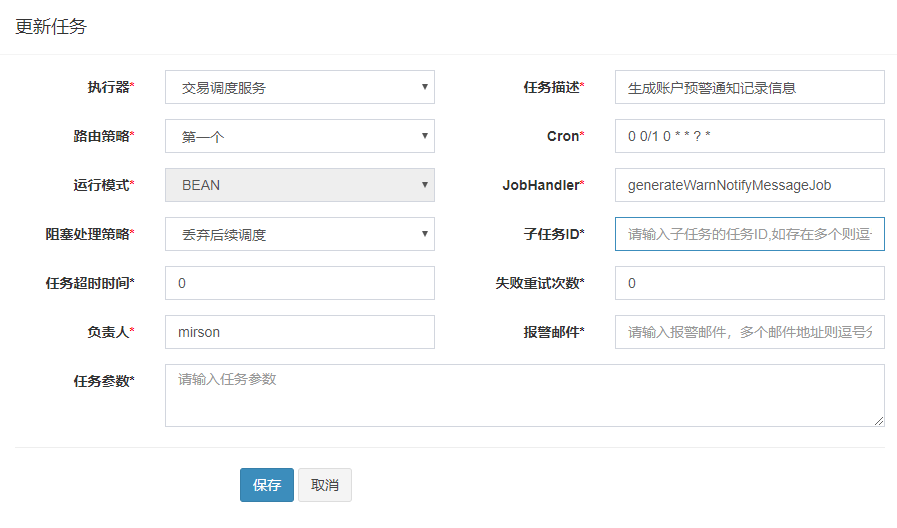 更新任务
执行器* 交易调度服务 任务描述* 生成账户预警通知记录信息
路由策略* 第一个 Cron* 0 0/1 0 * * ? *
运行模式* BEAN JobHandler* generateWarnNotifyMessageJob
阻塞处理策略* 丢弃后续调度 子任务ID* 请输入子任务的任务ID,如存在多个则逗
任务超时时间* 0 失败重试次数* 0
负责人* mirson 报警邮件* 请输入报警邮件，多个邮件地址则逗号分
任务参数* 请输入任务参数
保存 取消